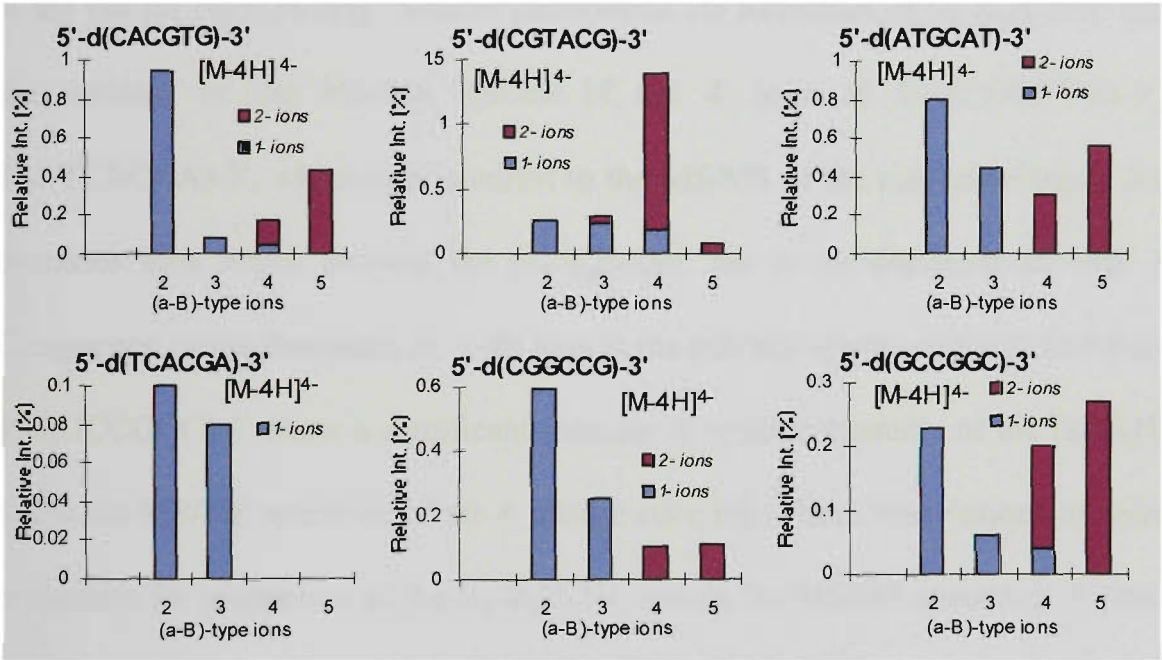 5'-d(CACGTG)-3'
[M-4H]4-
2- ions
1- ions
Relative Int. [%]
1
0.8
0.6
0.4
0.2
0
2 3 4 5
(a-B)-type ions
5'-d(CGTACG)-3'
[M-4H]4-
2- ions
1- ions
Relative Int. [%]
15
1
0.5
0
2 3 4 5
(a-B)-type ions
5'-d(ATGCAT)-3'
[M-4H]4-
2- ions
1- ions
Relative Int. [%]
1
0.8
0.6
0.4
0.2
0
2 3 4 5
(a-B)-type ions
5'-d(TCACGA)-3'
[M-4H]4-
1- ions
Relative Int. [%]
0.1
0.08
0.06
0.04
0.02
0
2 3 4 5
(a-B)-type ions
5'-d(CGGCCG)-3'
[M-4H]4-
2- ions
1- ions
Relative Int. [%]
0.6
0.4
0.2
0
2 3 4 5
(a-B)-type ions
5'-d(GCCGGC)-3'
[M-4H]4-
2- ions
1- ions
Relative Int. [%]
0.3
0.2
0.1
0
2 3 4 5
(a-B)-type ions